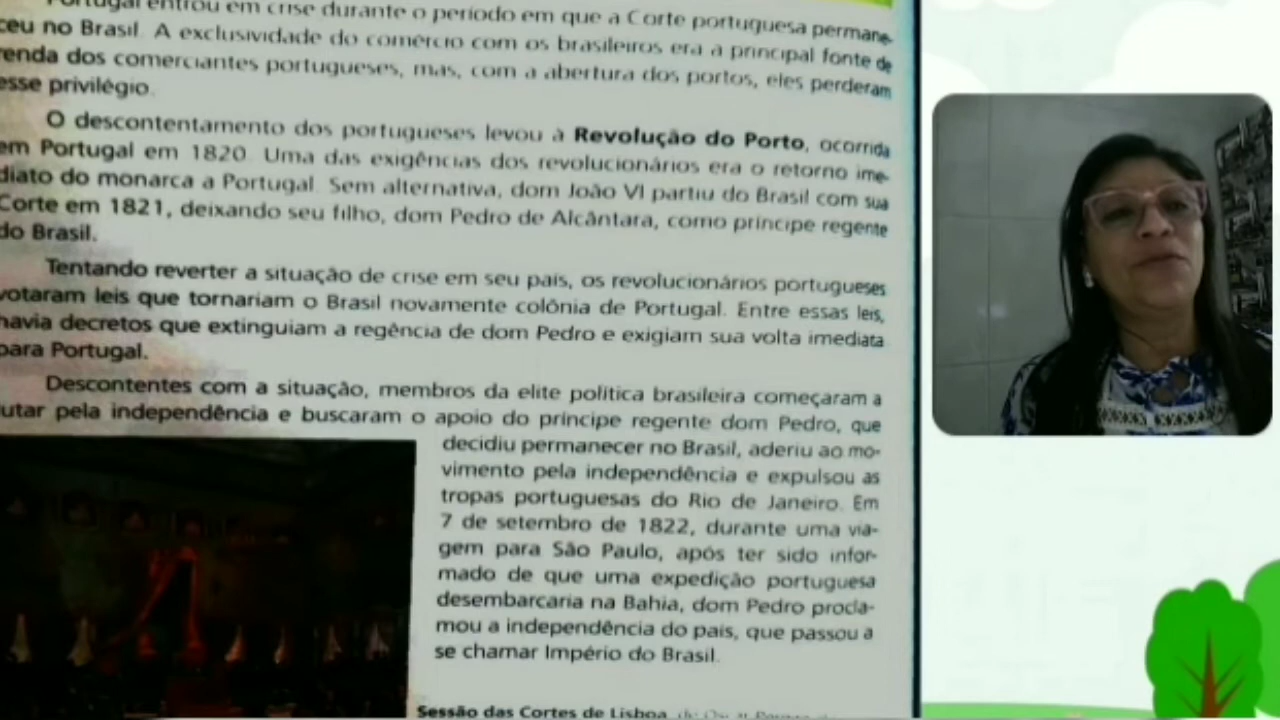 Portugal entrou em crise durante o período em que a Corte portuguesa permane-
ceu no Brasil. A exclusividade do comércio com os brasileiros era a principal fonte de
renda dos comerciantes portugueses, mas, com a abertura dos portos, eles perderam
esse privilégio.
O descontentamento dos portugueses levou à Revolução do Porto, ocorrida
em Portugal em 1820. Uma das exigências dos revolucionários era o retorno ime-
diato do monarca a Portugal. Sem alternativa, dom João VI partiu do Brasil com sua
Corte em 1821, deixando seu filho, dom Pedro de Alcântara, como príncipe regente
do Brasil.
Tentando reverter a situação de crise em seu país, os revolucionários portugueses
votaram leis que tornariam o Brasil novamente colônia de Portugal. Entre essas leis,
havia decretos que extinguiam a regência de dom Pedro e exigiam sua volta imediata
para Portugal.
Descontentes com a situação, membros da elite política brasileira começaram a
lutar pela independência e buscaram o apoio do príncipe regente dom Pedro, que
decidiu permanecer no Brasil, aderiu ao mo-
vimento pela independência e expulsou as
tropas portuguesas do Rio de Janeiro. Em
7 de setembro de 1822, durante uma via-
gem para São Paulo, após ter sido infor-
mado de que uma expedição portuguesa
desembarcaria na Bahia, dom Pedro procla-
mou a independência do país, que passou a
se chamar Império do Brasil.
Sessão das Cortes de Lisboa, de